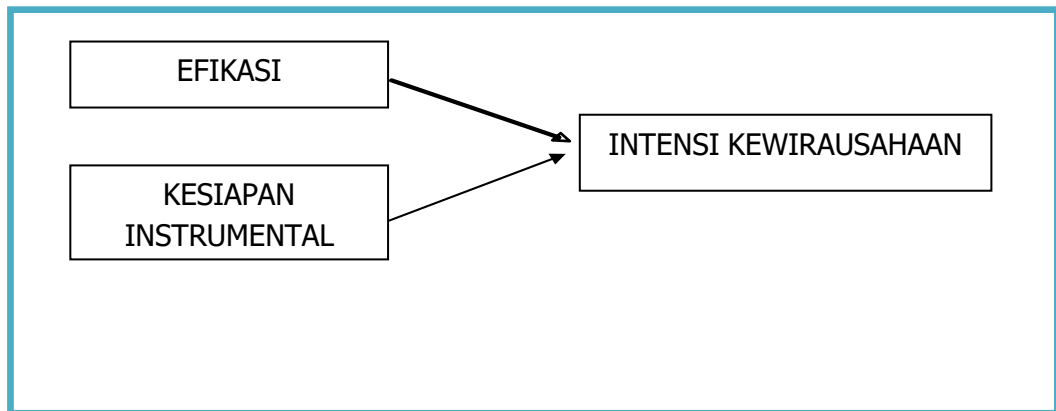 EFIKASI
INTENSI KEWIRAUSAHAAN
KESIAPAN
INSTRUMENTAL